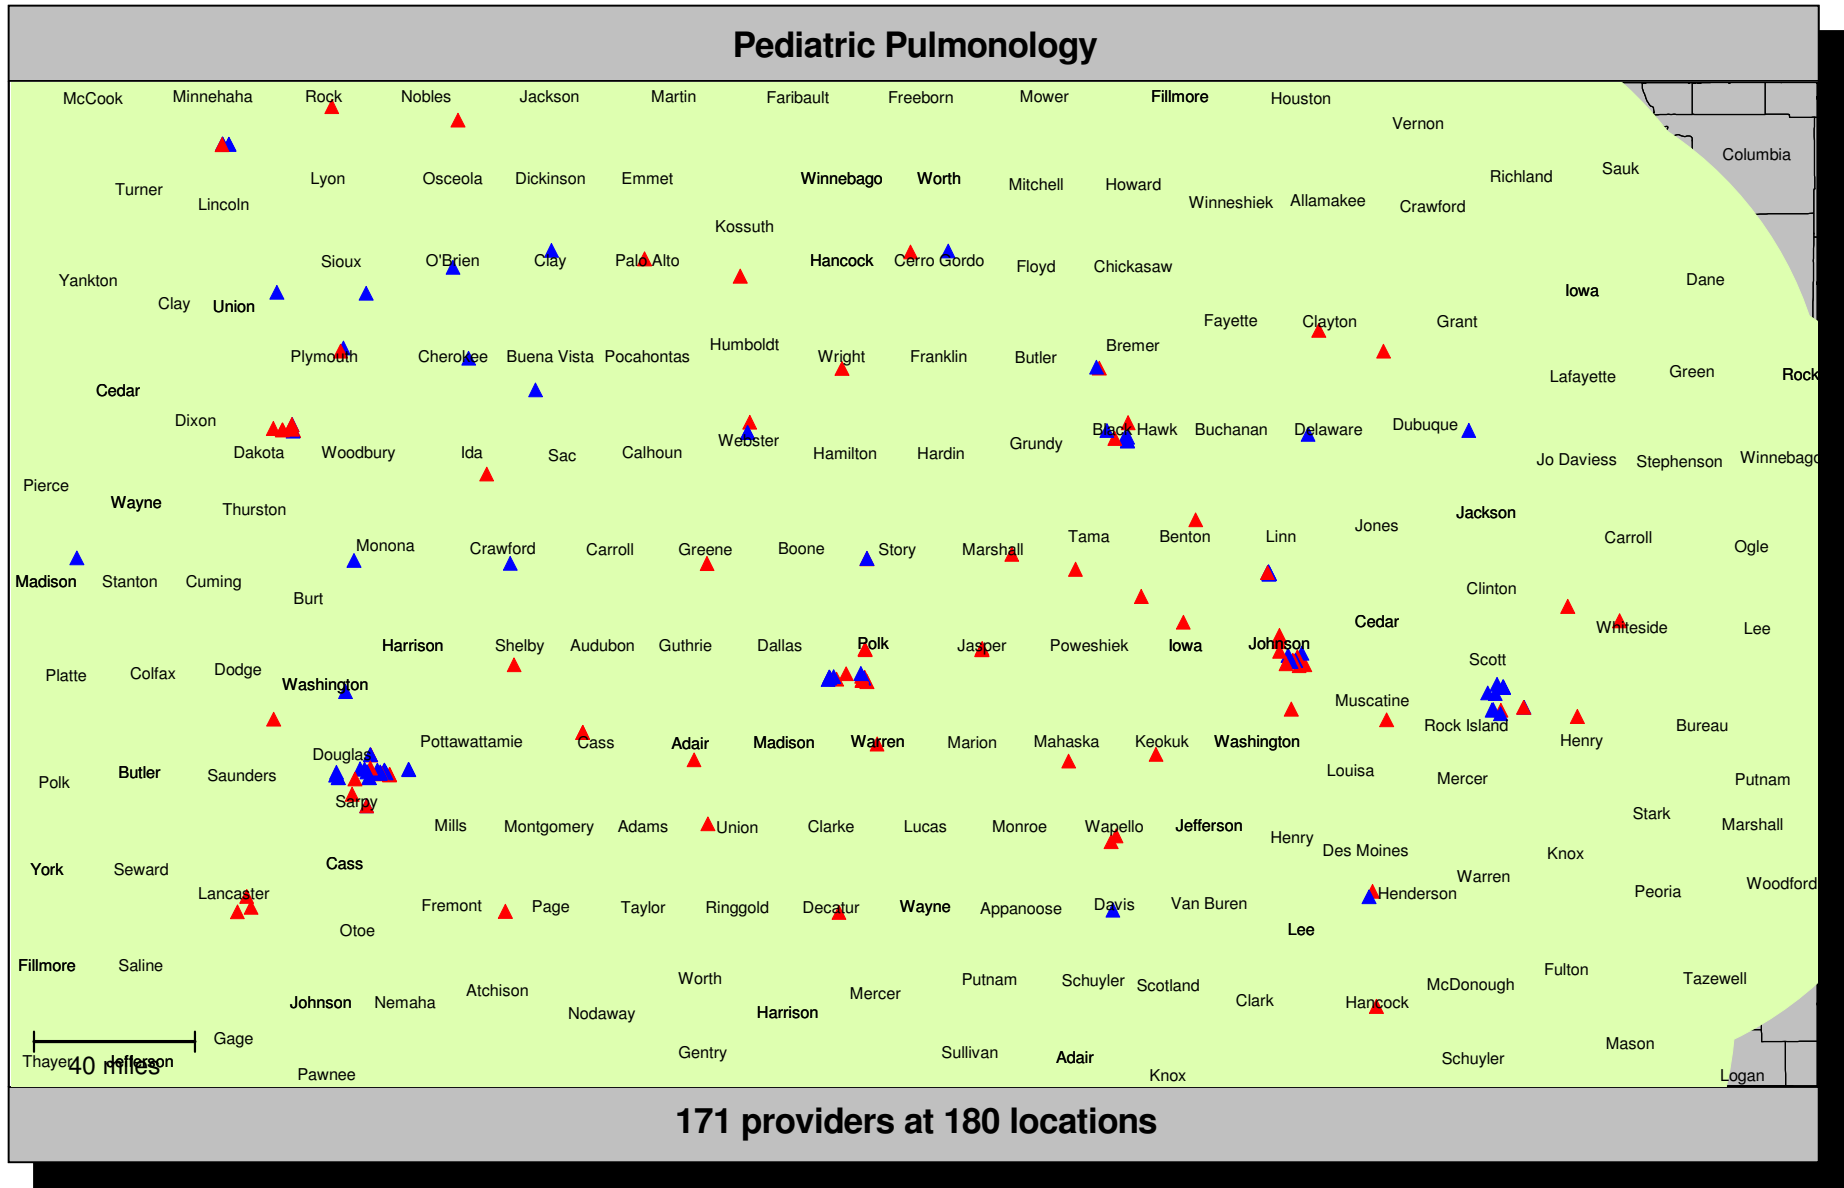 Pediatric Pulmonology
McCook Minnehaha Rock Nobles Jackson Martin Faribault Freeborn Mower Fillmore Houston
Vernon
Columbia
Turner Lincoln Lyon Osceola Dickinson Emmet Winnebago Worth Mitchell Howard Winneshiek Allamakee Crawford Richland Sauk
Kossuth
Yankton Clay Union Sioux O'Brien Clay Palo Alto Hancock Cerro Gordo Floyd Chickasaw Iowa Dane
Fayette Clayton Grant
Plymouth Cherokee Buena Vista Pocahontas Humboldt Wright Franklin Butler Bremer
Cedar Lafayette Green Rock
Dixon Webster Black Hawk Buchanan Delaware Dubuque
Dakota Woodbury Ida Sac Calhoun Hamilton Hardin Grundy Jo Daviess Stephenson Winnebago
Pierce Wayne Thurston Jackson
Monona Crawford Carroll Greene Boone Story Marshall Tama Benton Linn Jones Carroll Ogle
Madison Stanton Cuming Burt Clinton
Cedar Whiteside Lee
Harrison Shelby Audubon Guthrie Dallas Polk Jasper Poweshiek Iowa Johnson Scott
Platte Colfax Dodge Washington
Muscatine Rock Island Bureau
Douglas Pottawattamie Cass Adair Madison Warren Marion Mahaska Keokuk Washington Henry
Polk Butler Saunders Louisa Mercer Putnam
Sarpy
Mills Montgomery Adams Union Clarke Lucas Monroe Wapello Jefferson Henry Stark Marshall
York Seward Cass Des Moines Knox
Lancaster Henderson Warren Peoria Woodford
Fremont Page Taylor Ringgold Decatur Wayne Appanoose Davis Van Buren
Otoe Lee
Fillmore Saline Worth Putnam Schuyler Scotland McDonough Fulton Tazewell
Johnson Nemaha Atchison Nodaway Harrison Mercer Clark Hancock
Gage
Thayer Jefferson Gentry Sullivan Adair Schuyler Mason
40 miles
Pawnee Knox Logan
171 providers at 180 locations